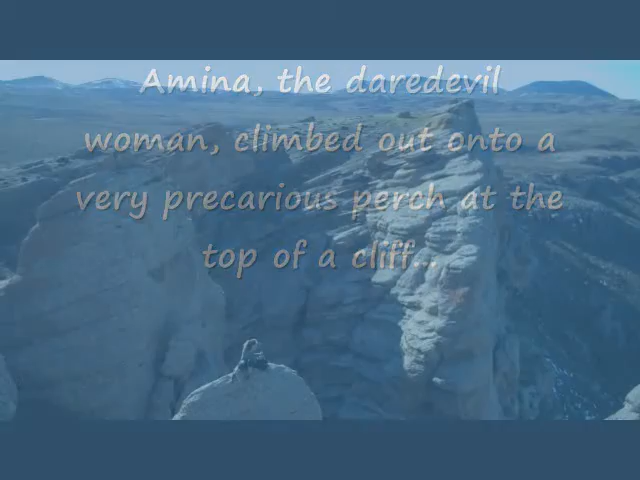 Amina, the daredevil
woman, climbed out onto a
very precarious perch at the
top of a cliff...